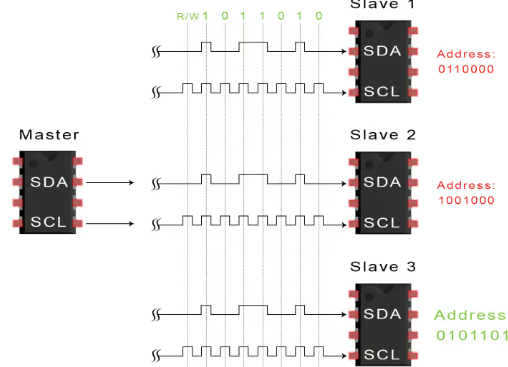 Slave 1
R/W 1 0 1 1 0 1 0
SDA
SCL
Address:
0110000
Master
SDA
SCL
Slave 2
SDA
SCL
Address:
1001000
Slave 3
SDA
SCL
Address
0101101